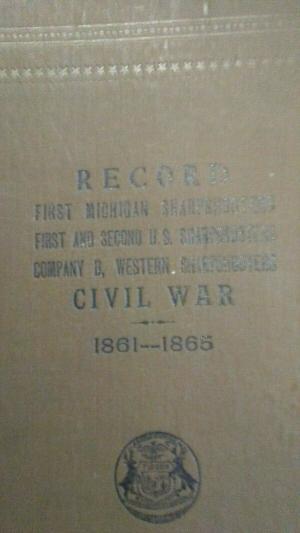 RECORD
FIRST MICHIGAN SHARPSHOOTERS
FIRST AND SECOND U.S. SHARPSHOOTERS
COMPANY D, WESTERN SHARPSHOOTERS
CIVIL WAR
1861--1865